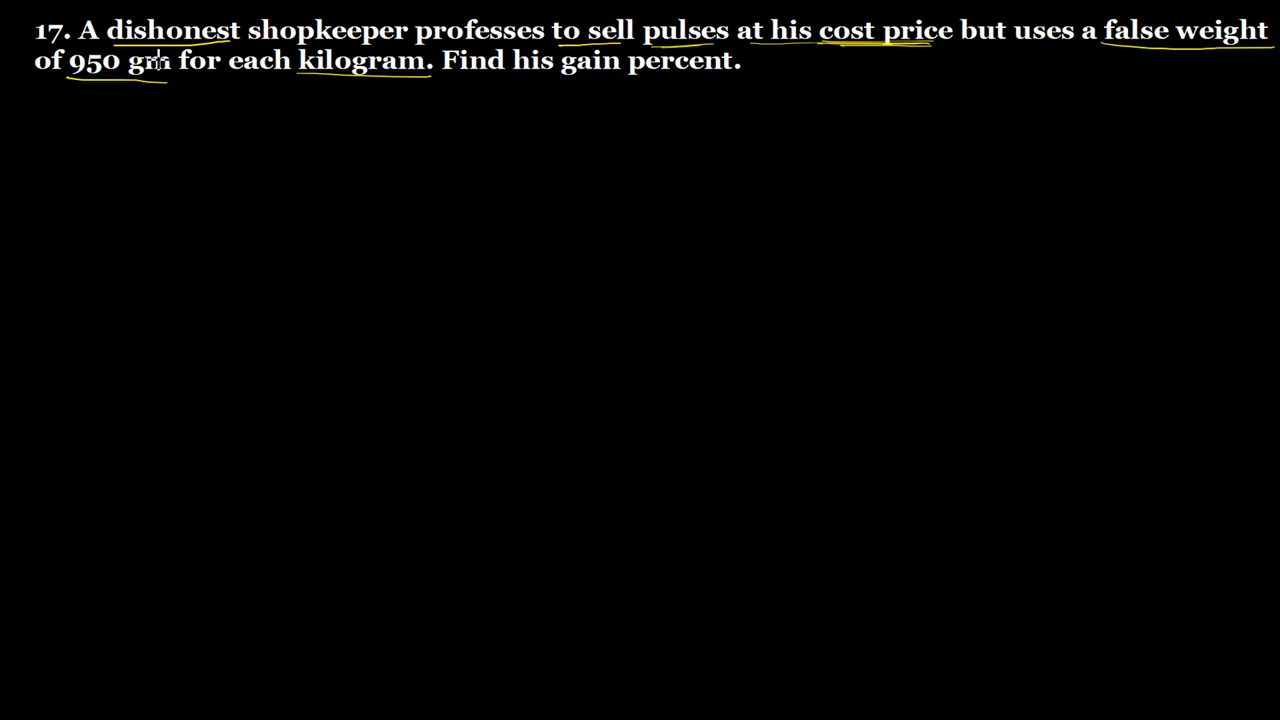 17. A dishonest shopkeeper professes to sell pulses at his cost price but uses a false weight
of 950 gm for each kilogram. Find his gain percent.